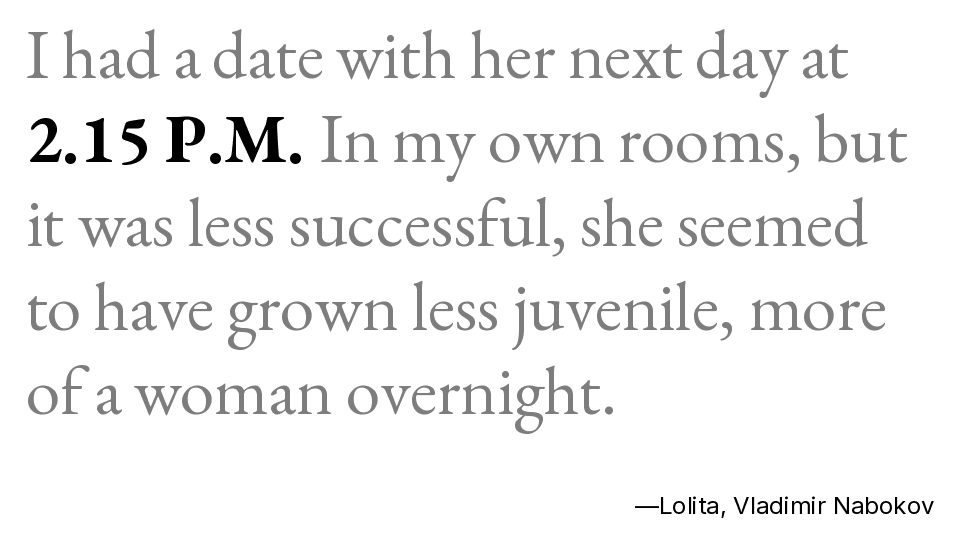 I had a date with her next day at
2.15 P.M. In my own rooms, but
it was less successful, she seemed
to have grown less juvenile, more
of a woman overnight.
—Lolita, Vladimir Nabokov